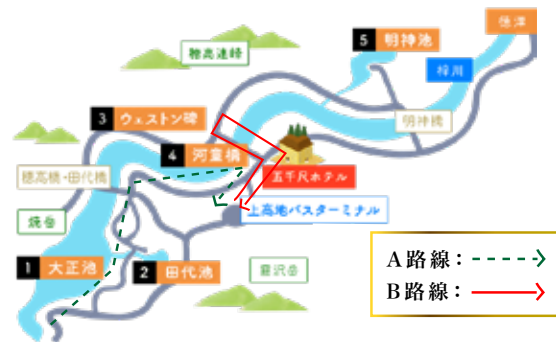 徳澤
5 明神池
穂高連峰
梓川
3 ウェストン碑
明神橋
4 河童橋
穂高橋・田代橋
五千尺ホテル
焼岳
上高地バスターミナル
1 大正池
2 田代池
霞沢岳
A路線：
B路線：